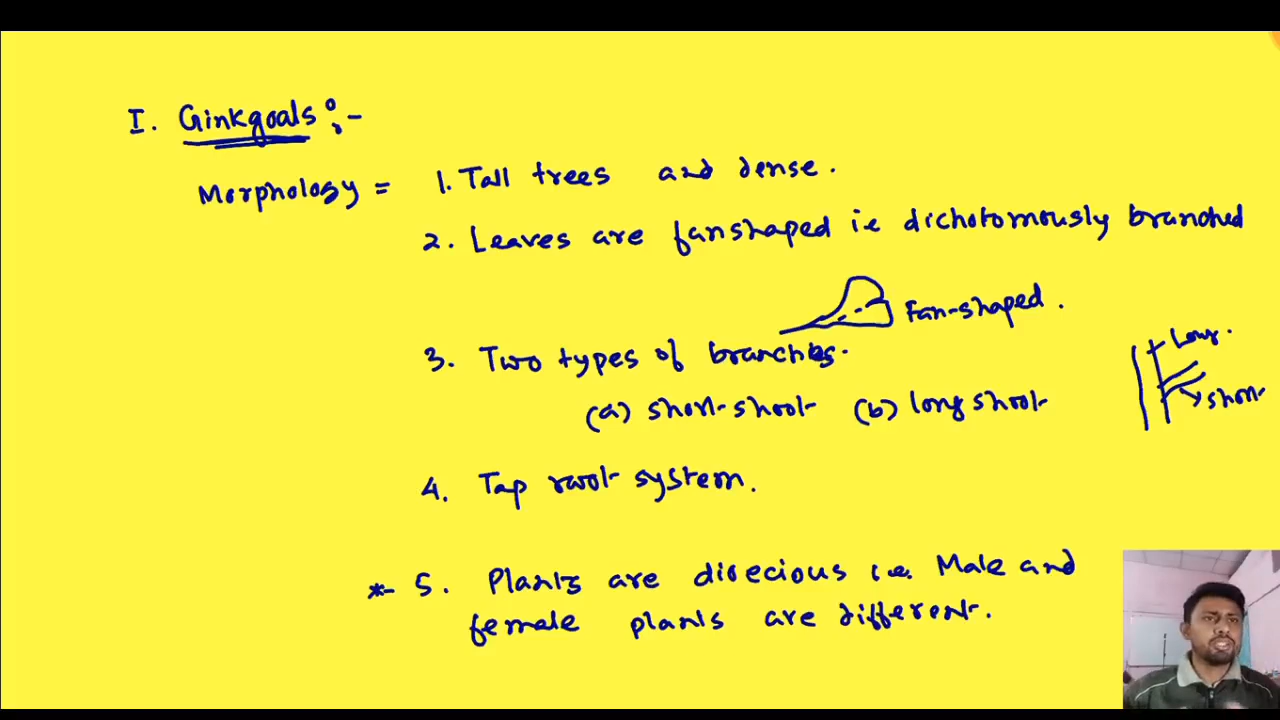 I. Ginkgoals :-
Morphology = 1. Tall trees and dense.
2. Leaves are fanshaped ie dichotomously branched
Fan-shaped.
3. Two types of branches.
Long.
(a) short-shoot (b) long shoot
short
4. Tap root system.
*- 5. Plants are dioecious i.e. Male and
female plants are different.